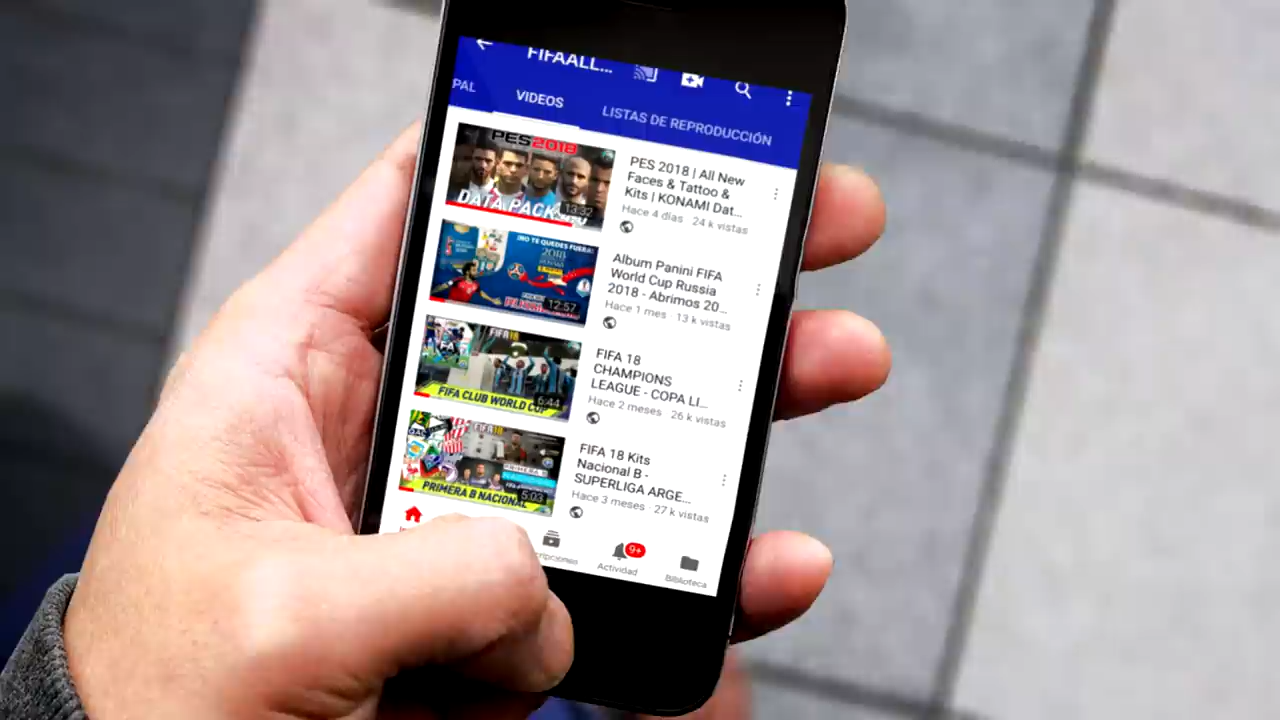 FIFAALL...
PAL
VIDEOS
LISTAS DE REPRODUCCIÓN
PES2018
DATA PACK
13:32
PES 2018 | All New
Faces & Tattoo &
Kits | KONAMI Dat...
Hace 4 días · 24 k vistas
¡NO TE QUEDES FUERA!
2018
12:57
Album Panini FIFA
World Cup Russia
2018 - Abrimos 20...
Hace 1 mes · 13 k vistas
FIFA 18
FIFA CLUB WORLD CUP
6:44
FIFA 18
CHAMPIONS
LEAGUE - COPA LI...
Hace 2 meses · 26 k vistas
FIFA 18
PRIMERA B
NACIONAL
PRIMERA B NACIONAL
5:03
FIFA 18 Kits
Nacional B -
SUPERLIGA ARGE...
Hace 3 meses · 27 k vistas
9+
Actividad
Biblioteca